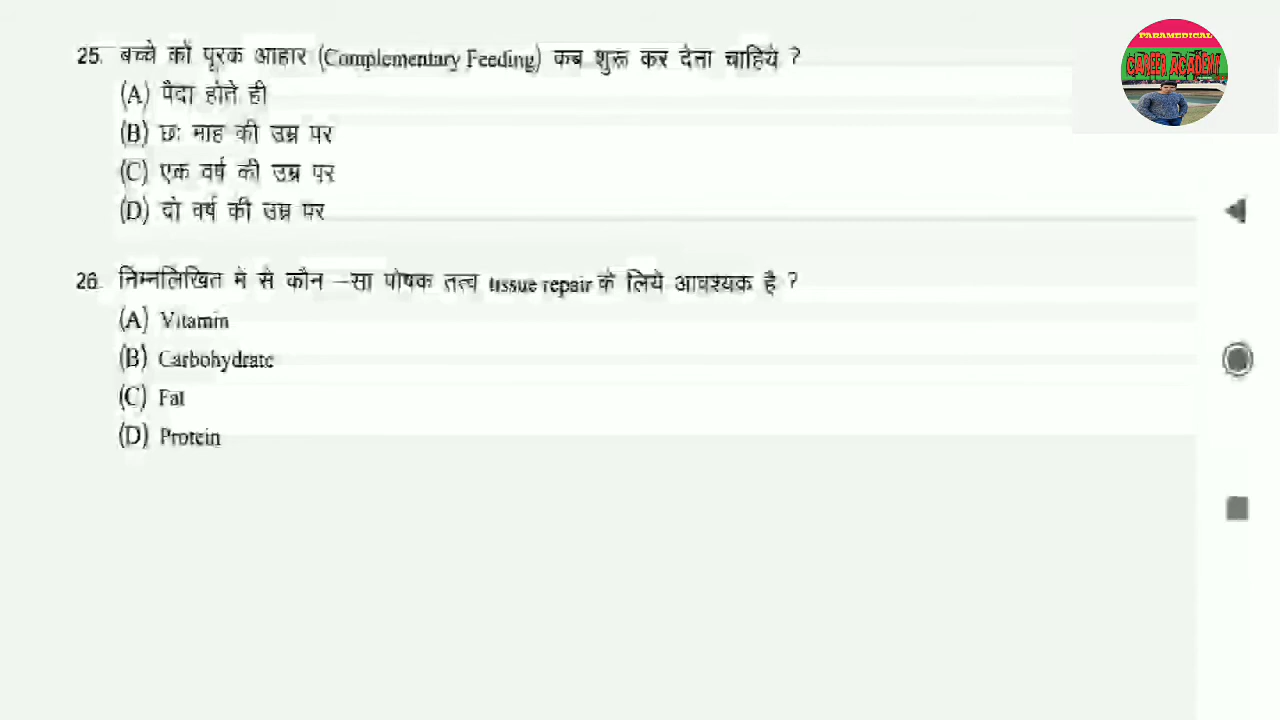 PARAMEDICAL
CAREER ACADEMY
25. बच्चे को पूरक आहार (Complementary Feeding) कब शुरू कर देना चाहिये ?
(A) पैदा होते ही
(B) छः माह की उम्र पर
(C) एक वर्ष की उम्र पर
(D) दो वर्ष की उम्र पर
26. निम्नलिखित में से कौन –सा पोषक तत्व tissue repair के लिये आवश्यक है ?
(A) Vitamin
(B) Carbohydrate
(C) Fat
(D) Protein